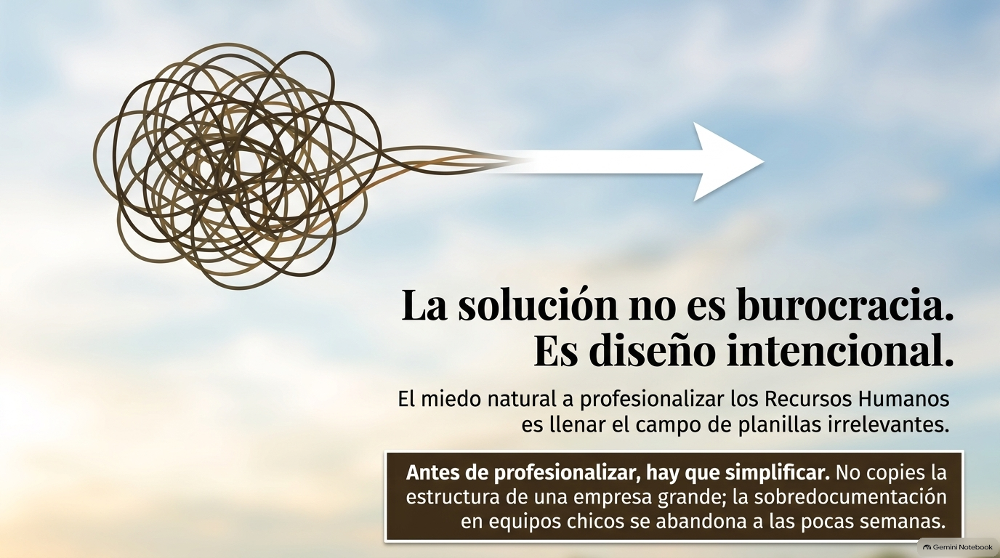 La solución no es burocracia.
Es diseño intencional.
El miedo natural a profesionalizar los Recursos Humanos
es llenar el campo de planillas irrelevantes.
Antes de profesionalizar, hay que simplificar. No copies la
estructura de una empresa grande; la sobredocumentación
en equipos chicos se abandona a las pocas semanas.
Gemini Notebook